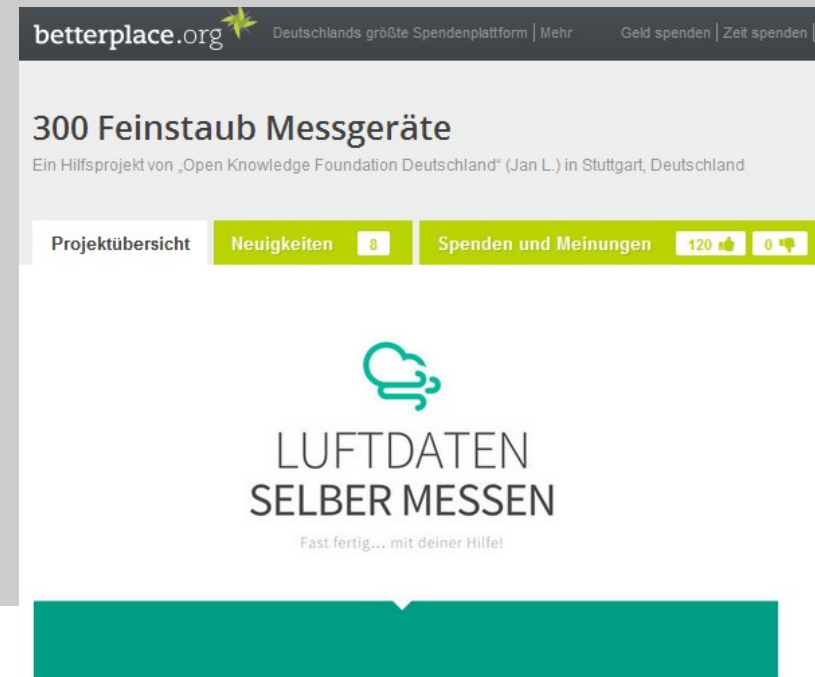 betterplace.org Deutschlands größte Spendenplattform | Mehr Geld spenden | Zeit spenden |
300 Feinstaub Messgeräte
Ein Hilfsprojekt von „Open Knowledge Foundation Deutschland“ (Jan L.) in Stuttgart, Deutschland
Projektübersicht Neuigkeiten 8 Spenden und Meinungen 120 0
LUFTDATEN
SELBER MESSEN
Fast fertig... mit deiner Hilfe!